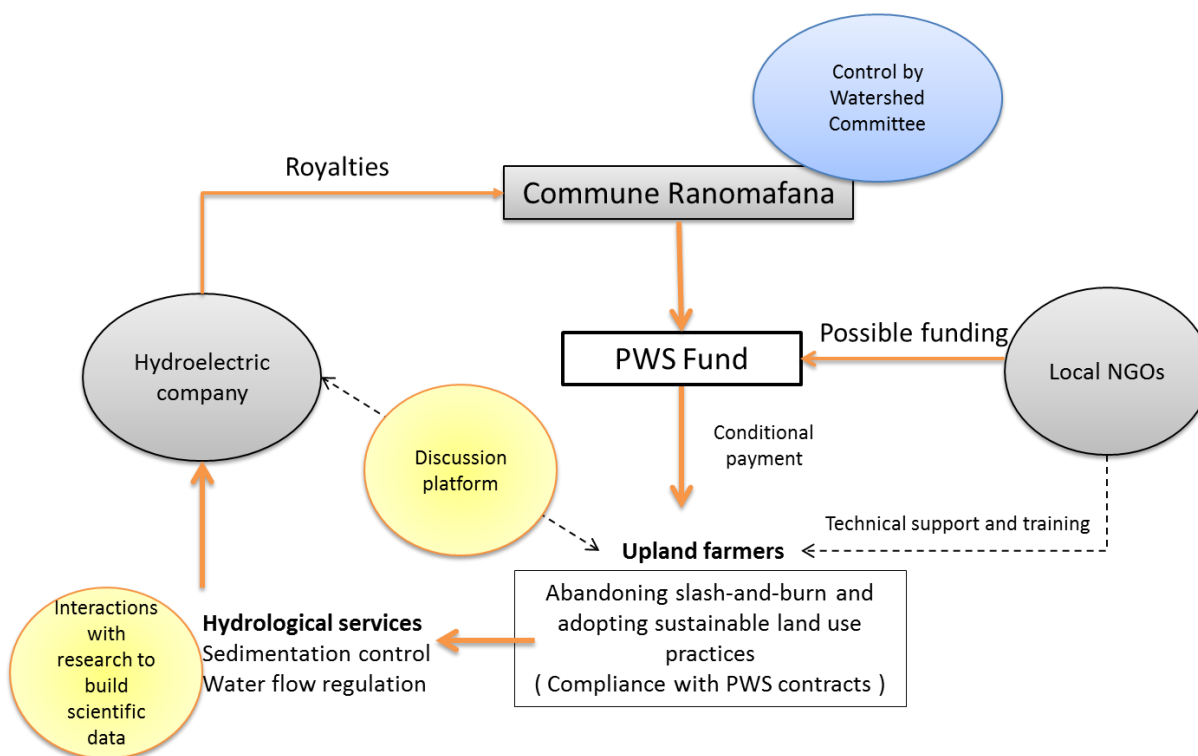 Control by
Watershed
Committee
Royalties
Commune Ranomafana
Possible funding
PWS Fund
Local NGOs
Hydroelectric
company
Conditional
payment
Discussion
platform
Technical support and training
Upland farmers
Abandoning slash-and-burn and
adopting sustainable land use
practices
( Compliance with PWS contracts )
Interactions
with
research to
build
scientific
data
Hydrological services
Sedimentation control
Water flow regulation